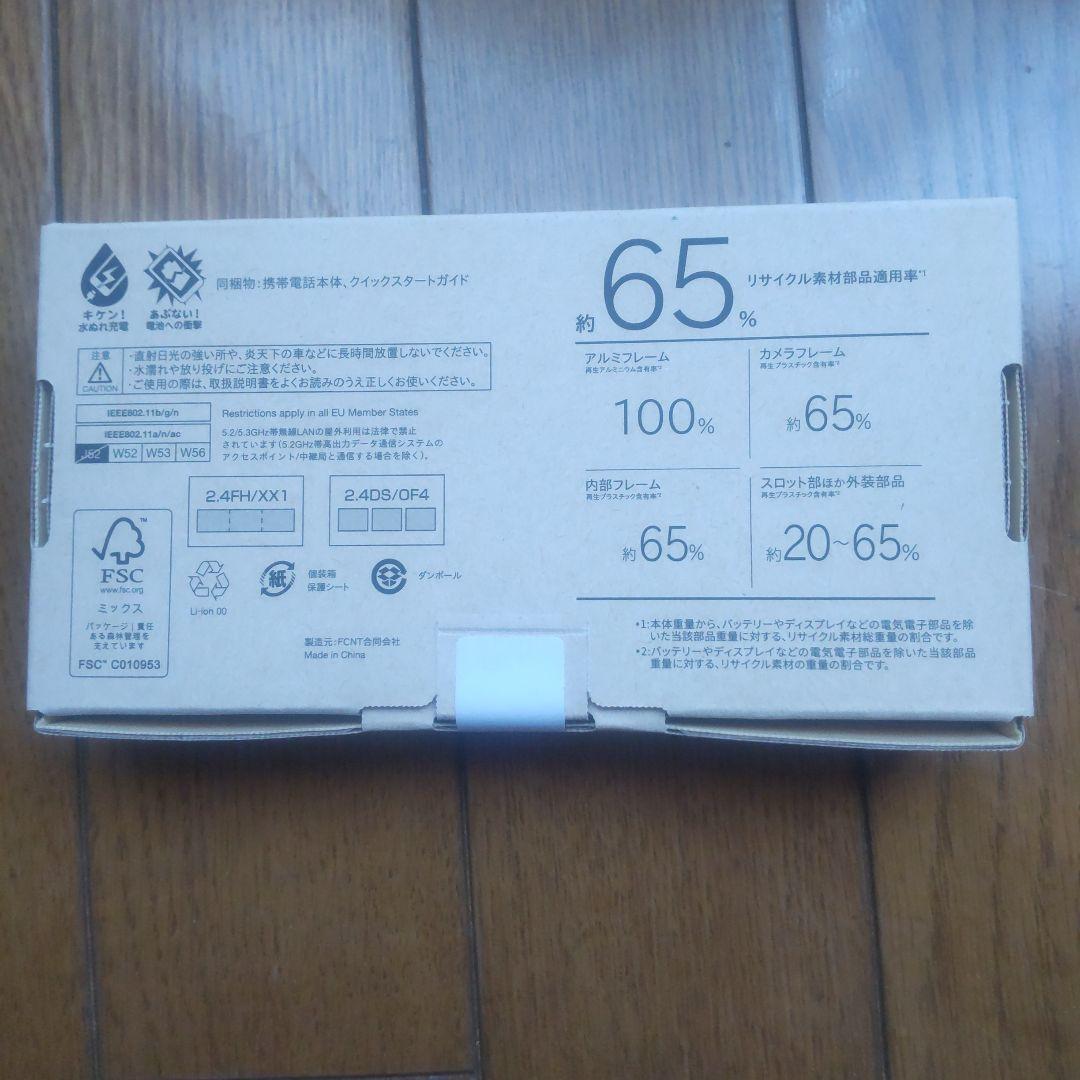 キケン!
水ぬれ充電
あぶない!
電池への衝撃
同梱物:携帯電話本体、クイックスタートガイド
注意
CAUTION
・直射日光の強い所や、炎天下の車などに長時間放置しないでください。
・水濡れや放り投げにご注意ください。
・ご使用の際は、取扱説明書をよくお読みのうえ正しくお使いください。
IEEE802.11b/g/n
IEEE802.11a/n/ac
J52 W52 W53 W56
Restrictions apply in all EU Member States
5.2/5.3GHz帯無線LANの屋外利用は法律で禁止
されています(5.2GHz帯高出力データ通信システムの
アクセスポイント/中継局と通信する場合を除く)。
2.4FH/XX1
2.4DS/OF4
FSC
www.fsc.org
ミックス
パッケージ|責任
ある森林管理を
支えています
FSC™ C010953
Li-ion 00
紙
個装箱
保護シート
ダンボール
製造元:FCNT合同会社
Made in China
約65%
リサイクル素材部品適用率*1
アルミフレーム
再生アルミニウム含有率*2
100%
カメラフレーム
再生プラスチック含有率*2
約65%
内部フレーム
再生プラスチック含有率*2
約65%
スロット部ほか外装部品
再生プラスチック含有率*2
約20~65%
*1:本体重量から、バッテリーやディスプレイなどの電気電子部品を除
いた当該部品重量に対する、リサイクル素材総重量の割合です。
*2:バッテリーやディスプレイなどの電気電子部品を除いた当該部品
重量に対する、リサイクル素材の重量の割合です。